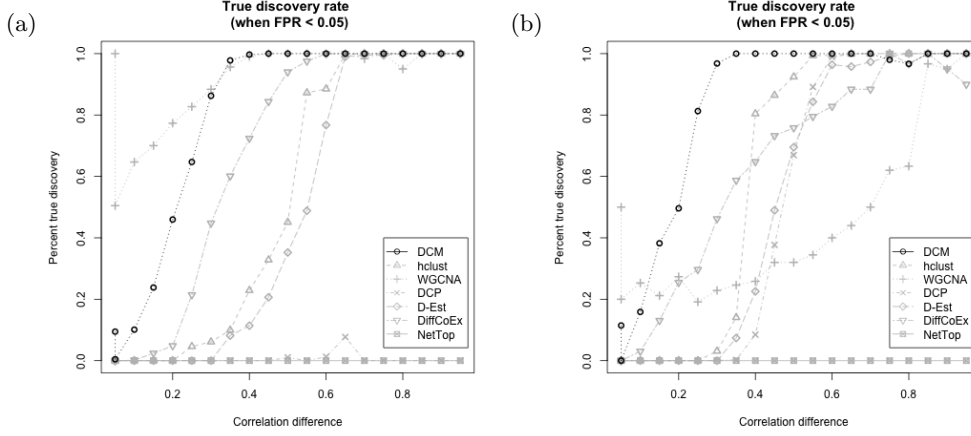 (a)
True discovery rate
(when FPR < 0.05)
Percent true discovery
1.0
0.8
0.6
0.4
0.2
0.0
DCM
hclust
WGCNA
DCP
D-Est
DiffCoEx
NetTop
0.2 0.4 0.6 0.8
Correlation difference
(b)
True discovery rate
(when FPR < 0.05)
Percent true discovery
1.0
0.8
0.6
0.4
0.2
0.0
DCM
hclust
WGCNA
DCP
D-Est
DiffCoEx
NetTop
0.2 0.4 0.6 0.8
Correlation difference